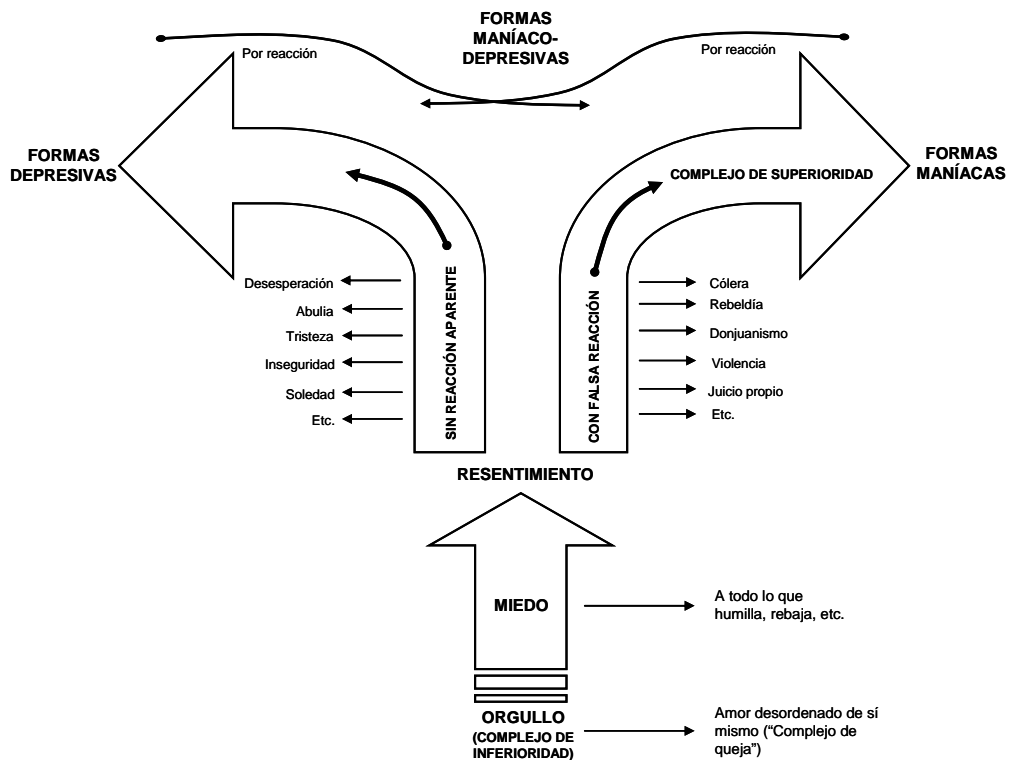 FORMAS
MANÍACO-
DEPRESIVAS
Por reacción
Por reacción
FORMAS
DEPRESIVAS
COMPLEJO DE SUPERIORIDAD
FORMAS
MANÍACAS
SIN REACCIÓN APARENTE
CON FALSA REACCIÓN
Desesperación
Abulia
Tristeza
Inseguridad
Soledad
Etc.
Cólera
Rebeldía
Donjuanismo
Violencia
Juicio propio
Etc.
RESENTIMIENTO
MIEDO
A todo lo que
humilla, rebaja, etc.
ORGULLO
(COMPLEJO DE
INFERIORIDAD)
Amor desordenado de sí
mismo (“Complejo de
queja”)